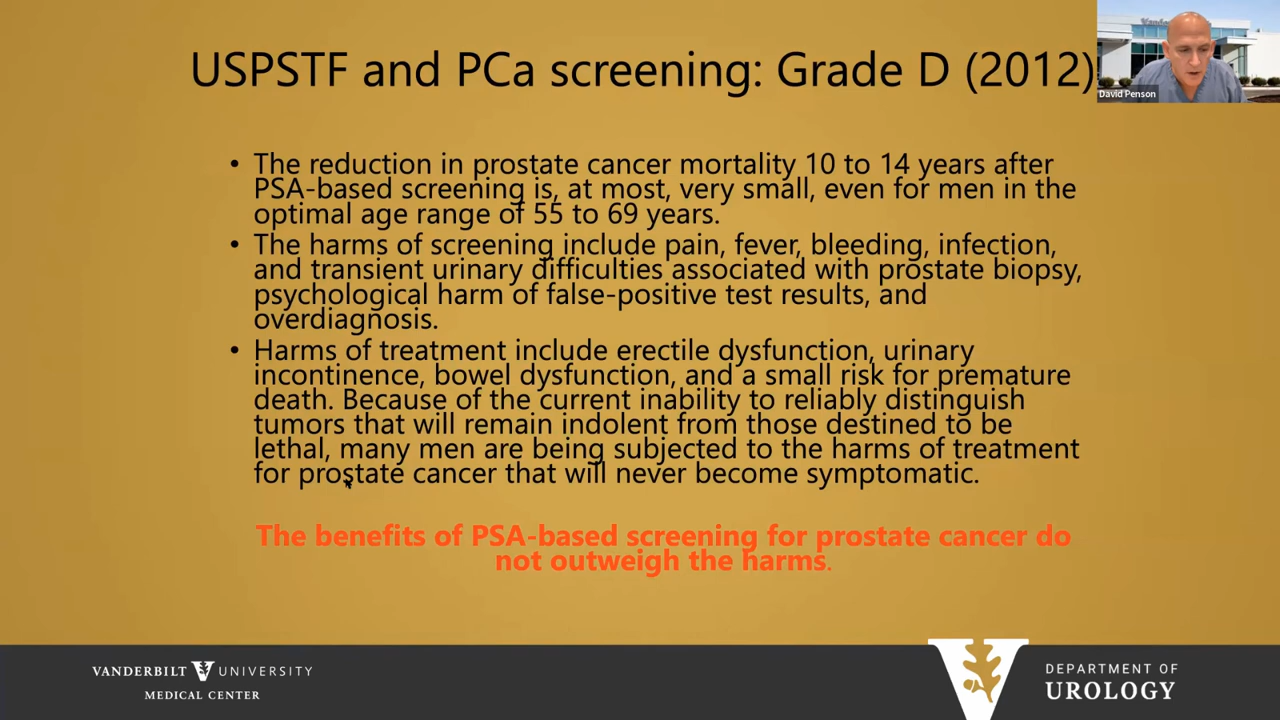 USPSTF and PCa screening: Grade D (2012)
David Penson
• The reduction in prostate cancer mortality 10 to 14 years after
PSA-based screening is, at most, very small, even for men in the
optimal age range of 55 to 69 years.
• The harms of screening include pain, fever, bleeding, infection,
and transient urinary difficulties associated with prostate biopsy,
psychological harm of false-positive test results, and
overdiagnosis.
• Harms of treatment include erectile dysfunction, urinary
incontinence, bowel dysfunction, and a small risk for premature
death. Because of the current inability to reliably distinguish
tumors that will remain indolent from those destined to be
lethal, many men are being subjected to the harms of treatment
for prostate cancer that will never become symptomatic.
The benefits of PSA-based screening for prostate cancer do
not outweigh the harms.
VANDERBILT V UNIVERSITY
MEDICAL CENTER
DEPARTMENT OF
UROLOGY